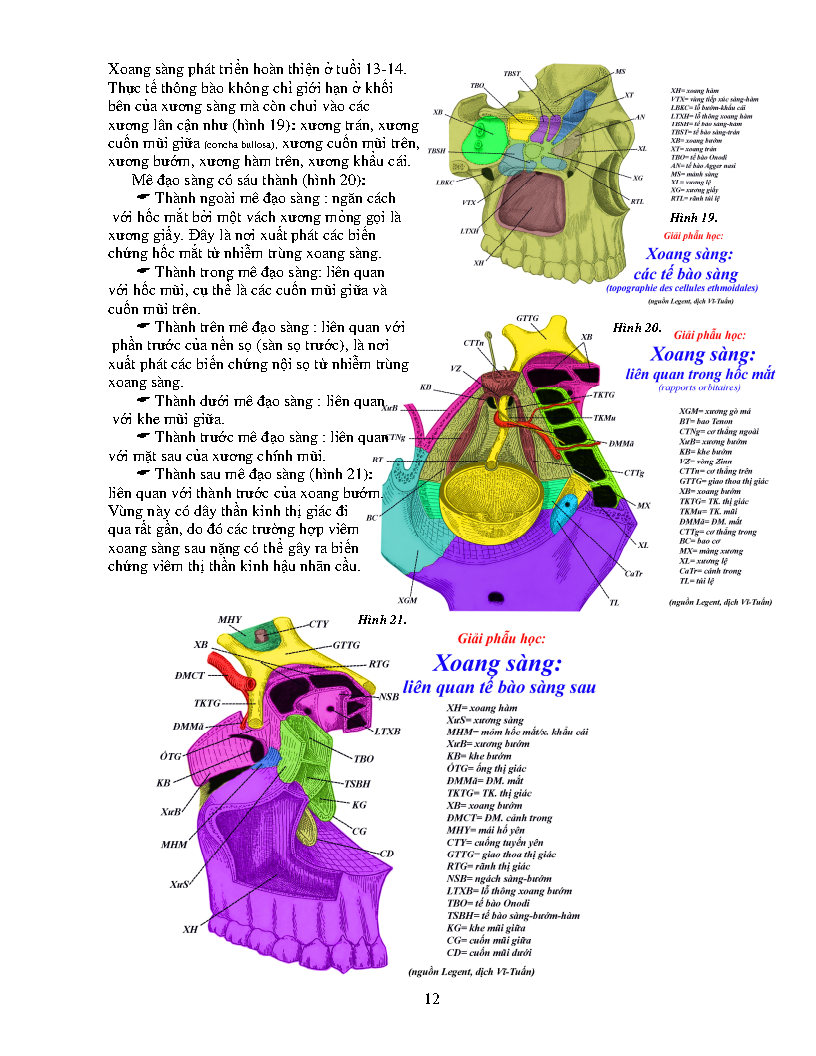 Xoang sàng phát triển hoàn thiện ở tuổi 13-14.
Thực tế thông bào không chỉ giới hạn ở khối
bên của xương sàng mà còn chui vào các
xương lân cận như (hình 19): xương trán, xương
cuốn mũi giữa (concha bullosa), xương cuốn mũi trên,
xương bướm, xương hàm trên, xương khẩu cái.
Mê đạo sàng có sáu thành (hình 20):
Thành ngoài mê đạo sàng : ngăn cách
với hốc mắt bởi một vách xương mỏng gọi là
xương giấy. Đây là nơi xuất phát các biến
chứng hốc mắt từ nhiễm trùng xoang sàng.
Thành trong mê đạo sàng: liên quan
với hốc mũi, cụ thể là các cuốn mũi giữa và
cuốn mũi trên.
Thành trên mê đạo sàng : liên quan với
phần trước của nền sọ (sàn sọ trước), là nơi
xuất phát các biến chứng nội sọ từ nhiễm trùng
xoang sàng.
Thành dưới mê đạo sàng : liên quan
với khe mũi giữa.
Thành trước mê đạo sàng : liên quan
với mặt sau của xương chính mũi.
Thành sau mê đạo sàng (hình 21):
liên quan với thành trước của xoang bướm.
Vùng này có dây thần kinh thị giác đi
qua rất gần, do đó các trường hợp viêm
xoang sàng sau nặng có thể gây ra biến
chứng viêm thị thần kinh hậu nhãn cầu.
TBST
MS
TBO
XT
XB
AN
TBSH
XL
LBKC
XG
VTX
RTL
LTXH
XH
XH= xoang hàm
VTX= vùng tiếp xúc sàng-hàm
LBKC= lỗ bướm-khẩu cái
LTXH= lỗ thông xoang hàm
TBSH= tế bào sàng-hàm
TBST= tế bào sàng-trán
XB= xoang bướm
XT= xoang trán
TBO= tế bào Onodi
AN= tế bào Agger nasi
MS= mảnh sàng
XL= xương lệ
XG= xương giấy
RTL= rãnh túi lệ
Hình 19.
Giải phẫu học:
Xoang sàng:
các tế bào sàng
(topographie des cellules ethmoidales)
(nguồn Legent, dịch Vĩ-Tuấn)
GTTG
XB
CTTn
VZ
KB
XuB
CTNg
BT
BC
XGM
TKTG
TKMu
ĐMMã
CTTg
MX
XL
CaTr
TL
Hình 20.
Giải phẫu học:
Xoang sàng:
liên quan trong hốc mắt
(rapports orbitaires)
XGM= xương gò má
BT= bao Tenon
CTNg= cơ thẳng ngoài
XuB= xương bướm
KB= khe bướm
VZ= vòng Zinn
CTTn= cơ thẳng trên
GTTG= giao thoa thị giác
XB= xoang bướm
TKTG= TK. thị giác
TKMu= TK. mũi
ĐMMã= ĐM. mắt
CTTg= cơ thẳng trong
BC= bao cơ
MX= màng xương
XL= xương lệ
CaTr= cánh trong
TL= túi lệ
(nguồn Legent, dịch Vĩ-Tuấn)
MHY
CTY
XB
GTTG
RTG
ĐMCT
NSB
TKTG
LTXB
ĐMMã
ÔTG
TBO
KB
TSBH
XuB
KG
MHM
CG
CD
XuS
XH
Hình 21.
Giải phẫu học:
Xoang sàng:
liên quan tế bào sàng sau
XH= xoang hàm
XuS= xương sàng
MHM= mỏm hốc mắt/x. khẩu cái
XuB= xương bướm
KB= khe bướm
ÔTG= ống thị giác
ĐMMã= ĐM. mắt
TKTG= TK. thị giác
XB= xoang bướm
ĐMCT= ĐM. cảnh trong
MHY= mái hố yên
CTY= cuống tuyến yên
GTTG= giao thoa thị giác
RTG= rãnh thị giác
NSB= ngách sàng-bướm
LTXB= lỗ thông xoang bướm
TBO= tế bào Onodi
TSBH= tế bào sàng-bướm-hàm
KG= khe mũi giữa
CG= cuốn mũi giữa
CD= cuốn mũi dưới
(nguồn Legent, dịch Vĩ-Tuấn)
12